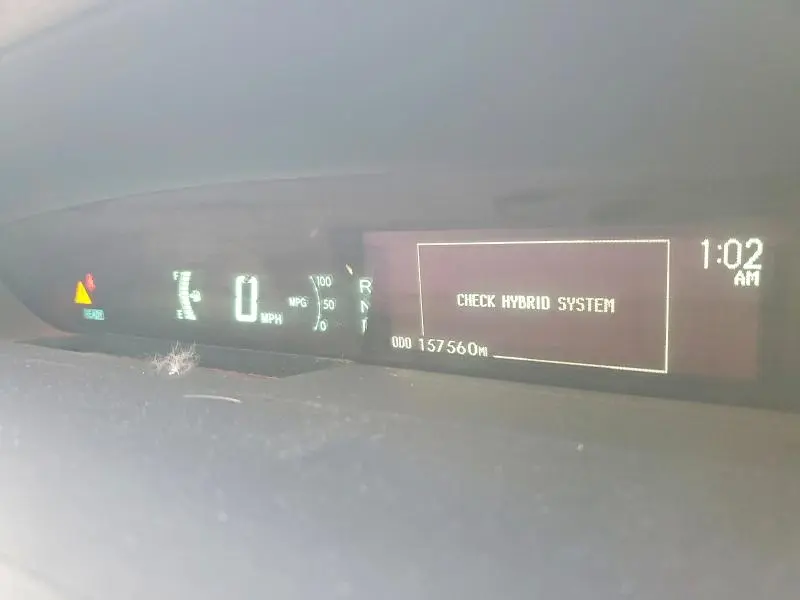 1:02
AM
F
100
R
0
MPG
50
N
CHECK HYBRID SYSTEM
READY
E
MPH
0
ODO 157560MI